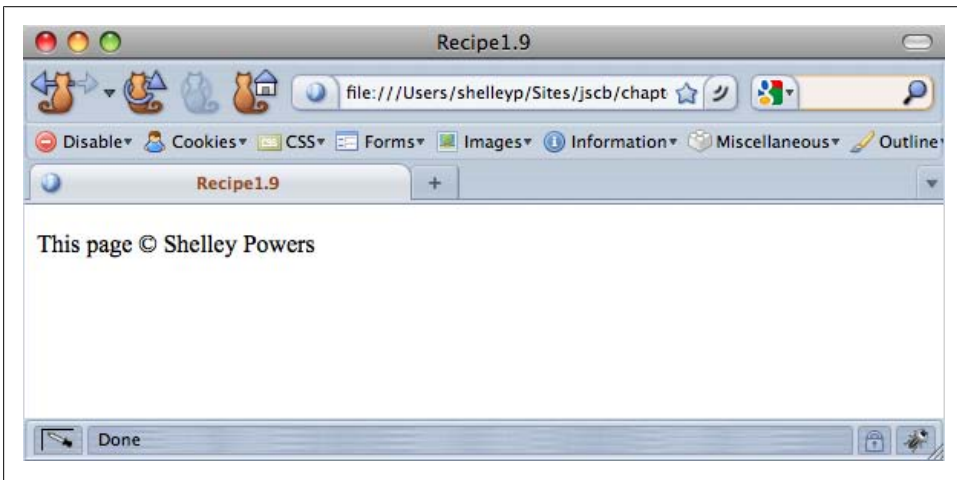 Recipe1.9
file:///Users/shelleyp/Sites/jscb/chapt
Disable Cookies CSS Forms Images Information Miscellaneous Outline
Recipe1.9 +
This page © Shelley Powers
Done